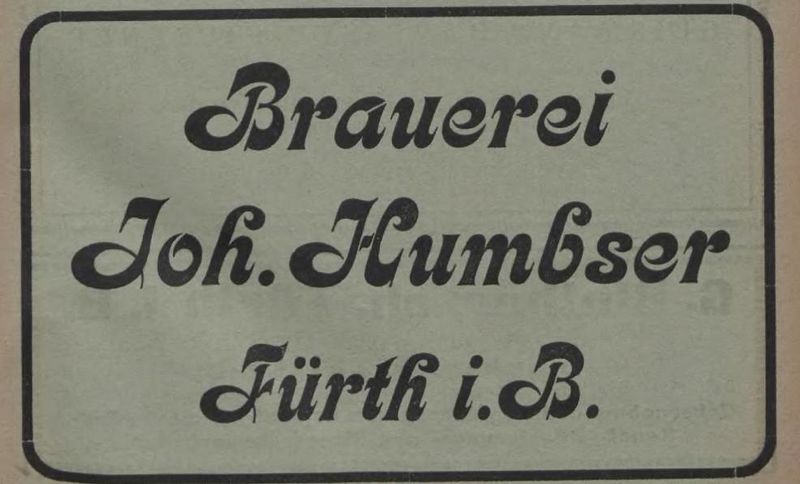 Brauerei
Joh. Humbser
Fürth i. B.